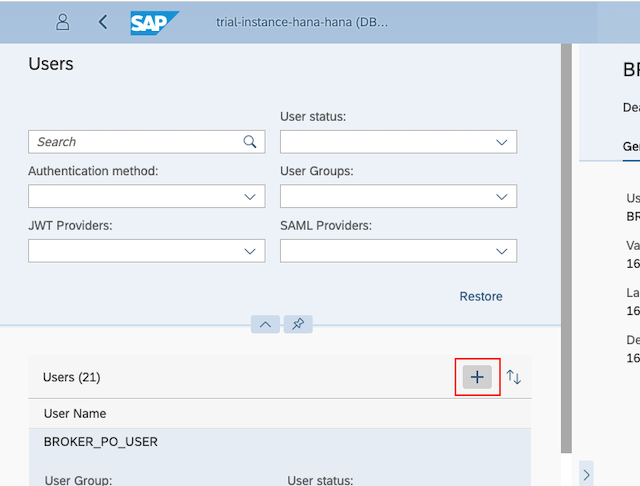 SAP trial-instance-hana-hana (DB...
Users
User status:
Search
Authentication method:
User Groups:
JWT Providers:
SAML Providers:
Restore
Users (21)
User Name
BROKER_PO_USER
User Group:
User status:
BR
Dea
Ge
Us
BR
Va
16
La
16
De
16